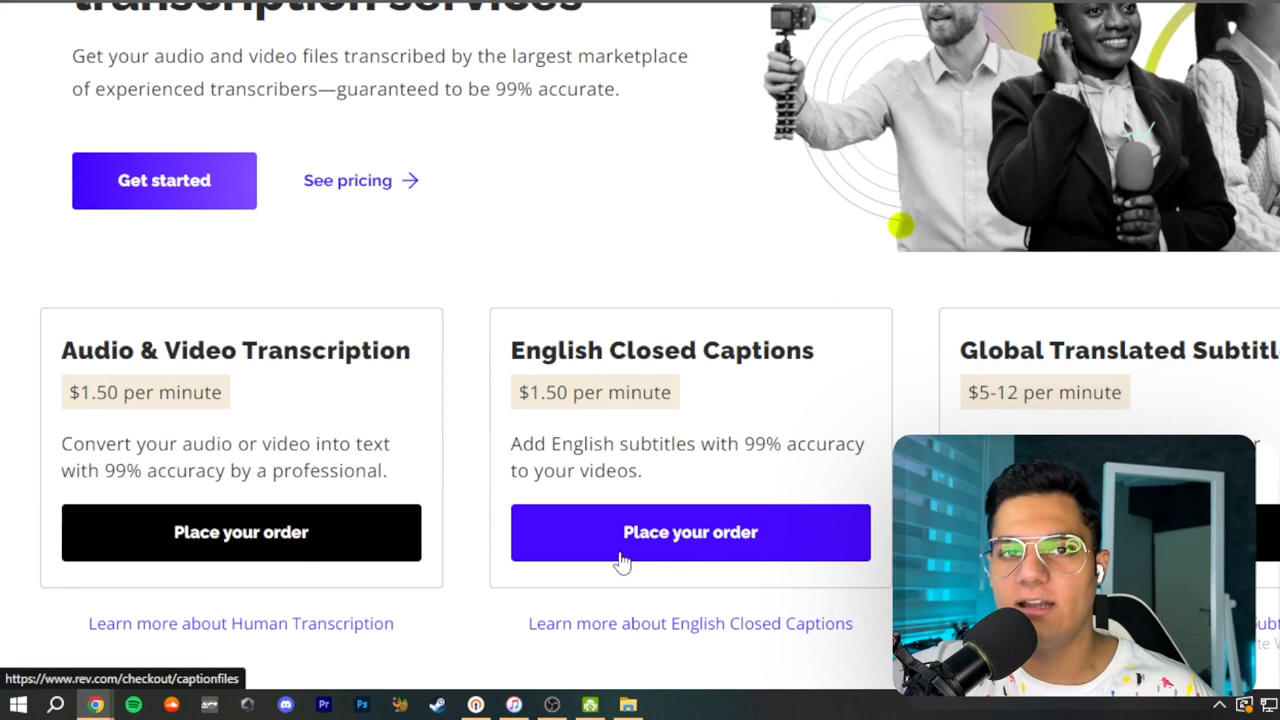 transcription services
Get your audio and video files transcribed by the largest marketplace
of experienced transcribers—guaranteed to be 99% accurate.
Get started
See pricing →
Audio & Video Transcription
$1.50 per minute
Convert your audio or video into text
with 99% accuracy by a professional.
Place your order
Learn more about Human Transcription
English Closed Captions
$1.50 per minute
Add English subtitles with 99% accuracy
to your videos.
Place your order
Learn more about English Closed Captions
Global Translated Subtitl
$5-12 per minute
https://www.rev.com/checkout/captionfiles
Pr
Ps